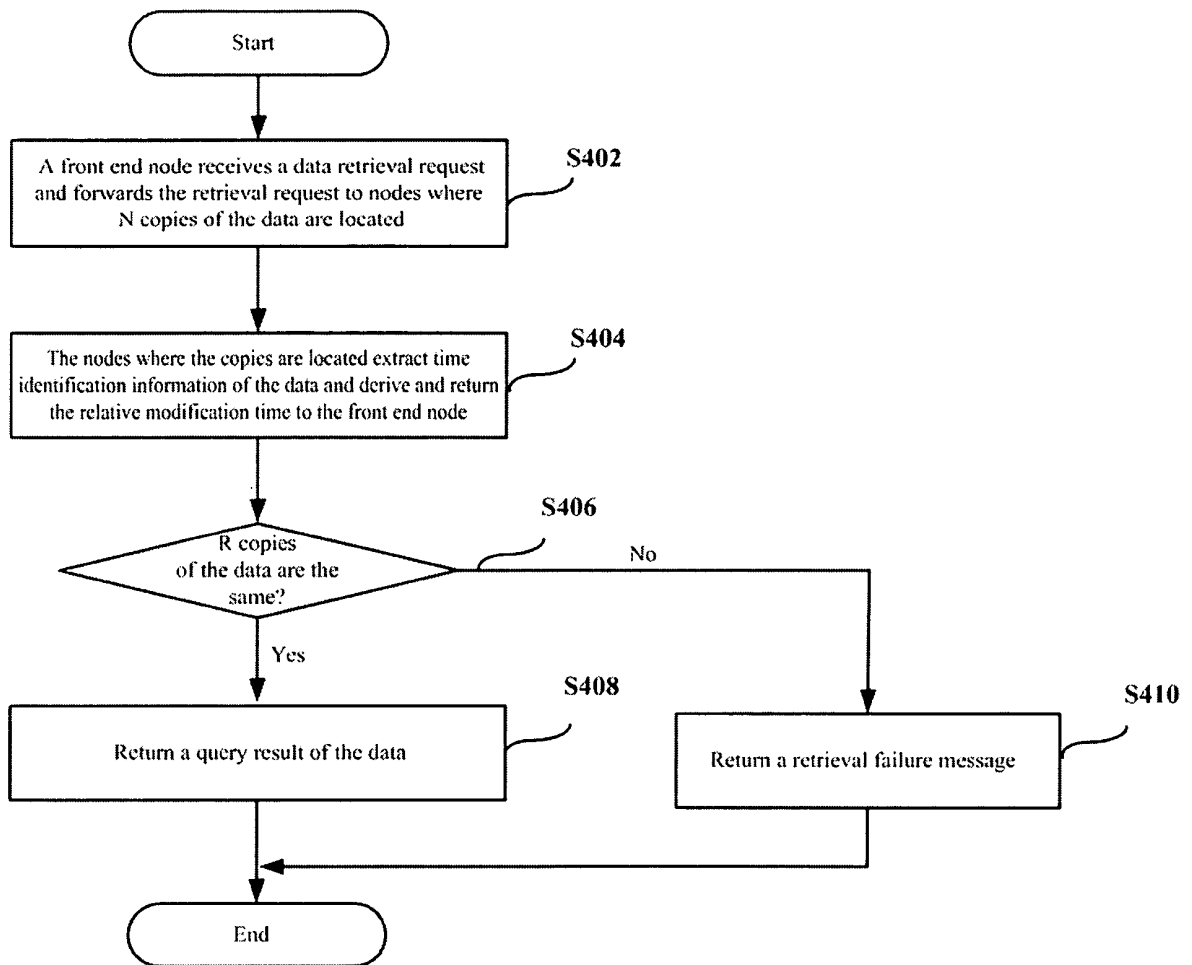 Start
A front end node receives a data retrieval request
and forwards the retrieval request to nodes where
N copies of the data are located
S402
The nodes where the copies are located extract time
identification information of the data and derive and return
the relative modification time to the front end node
S404
R copies
of the data are the
same?
S406
No
Yes
Return a query result of the data
S408
Return a retrieval failure message
S410
End